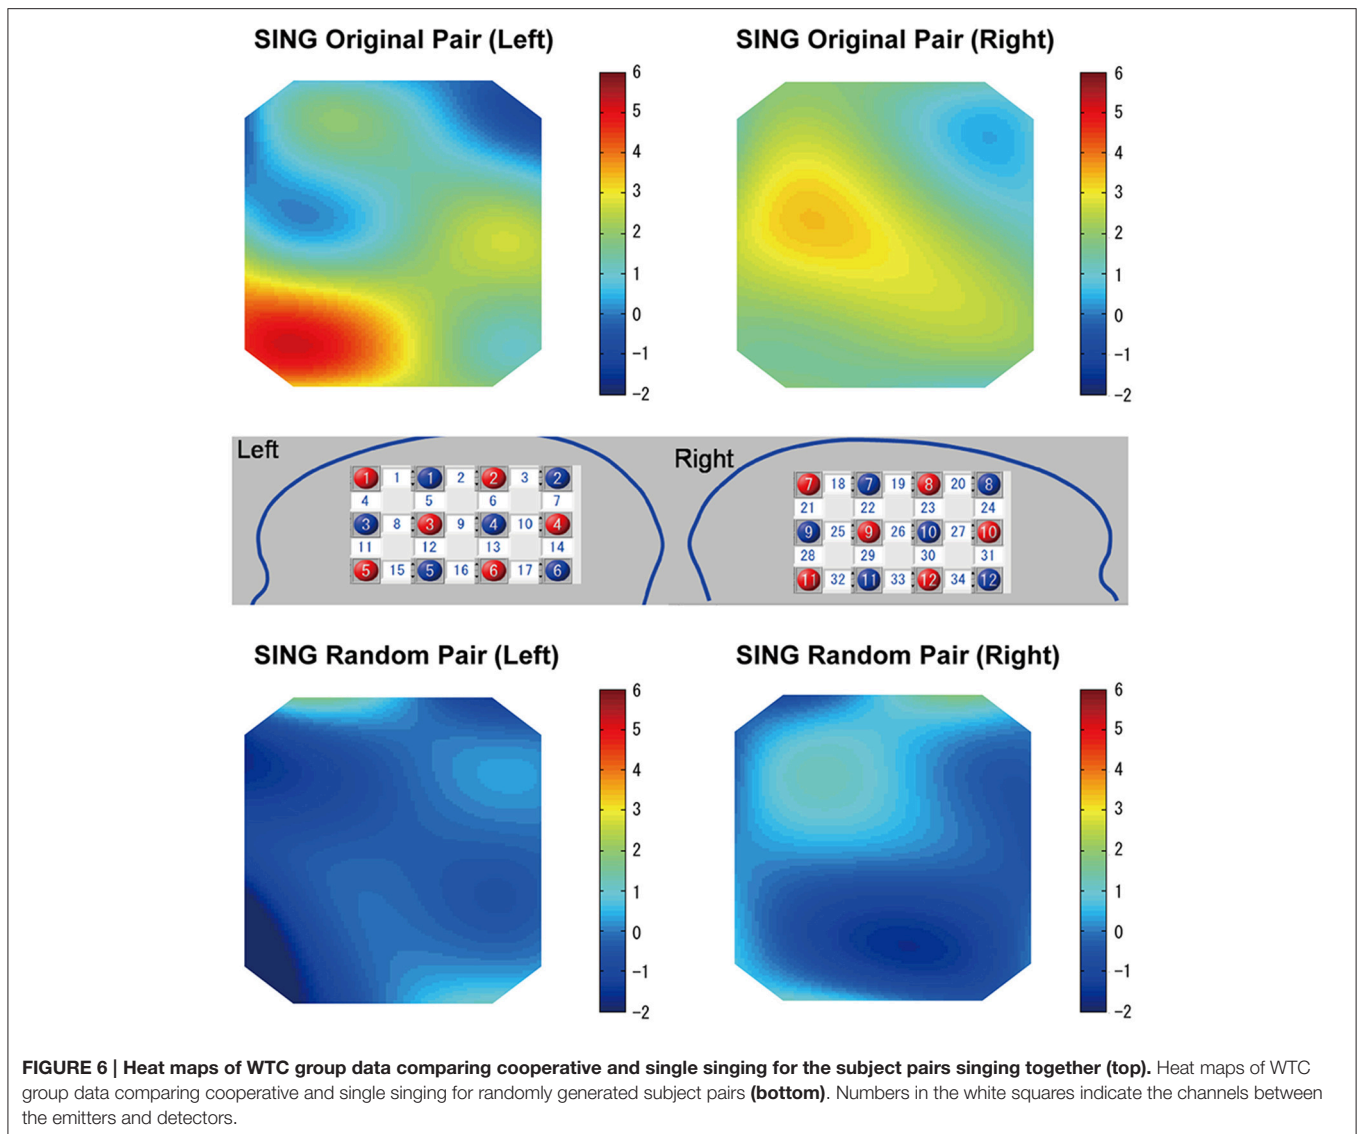 SING Original Pair (Left)
SING Original Pair (Right)
6
5
4
3
2
1
0
−1
−2
6
5
4
3
2
1
0
−1
−2
Left
1 1 1 2 2 3 2
4 5 6 7
3 8 3 9 4 10 4
11 12 13 14
5 15 5 16 6 17 6
Right
7 18 7 19 8 20 8
21 22 23 24
9 25 9 26 10 27 10
28 29 30 31
11 32 11 33 12 34 12
SING Random Pair (Left)
SING Random Pair (Right)
6
5
4
3
2
1
0
−1
−2
6
5
4
3
2
1
0
−1
−2
FIGURE 6 | Heat maps of WTC group data comparing cooperative and single singing for the subject pairs singing together (top). Heat maps of WTC
group data comparing cooperative and single singing for randomly generated subject pairs (bottom). Numbers in the white squares indicate the channels between
the emitters and detectors.